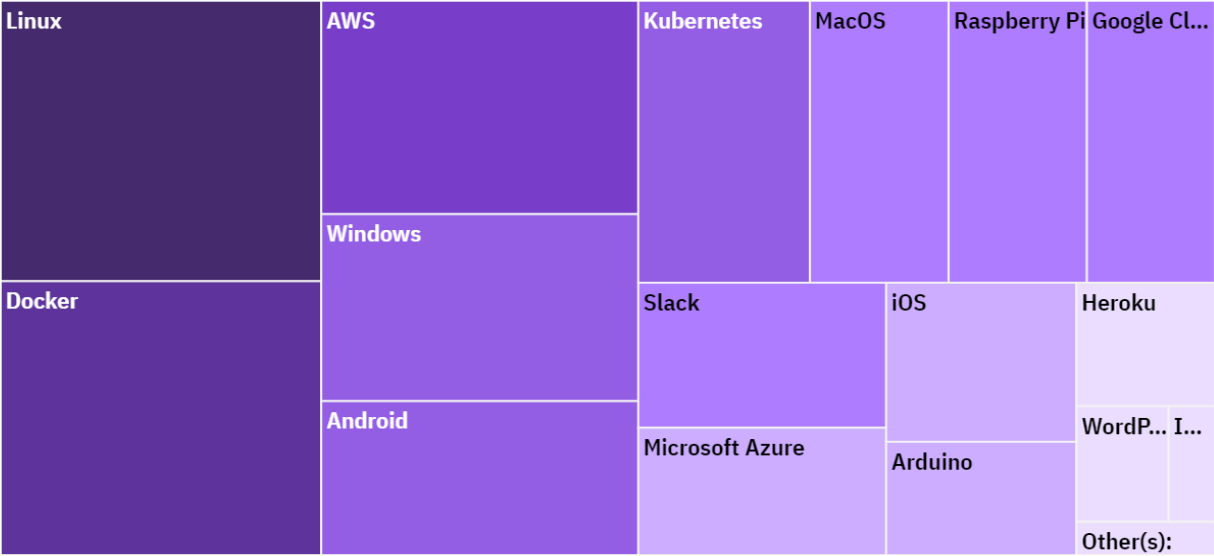 Linux
AWS
Kubernetes
MacOS
Raspberry Pi
Google Cl...
Windows
Docker
Slack
iOS
Heroku
Android
WordP...
I...
Microsoft Azure
Arduino
Other(s):